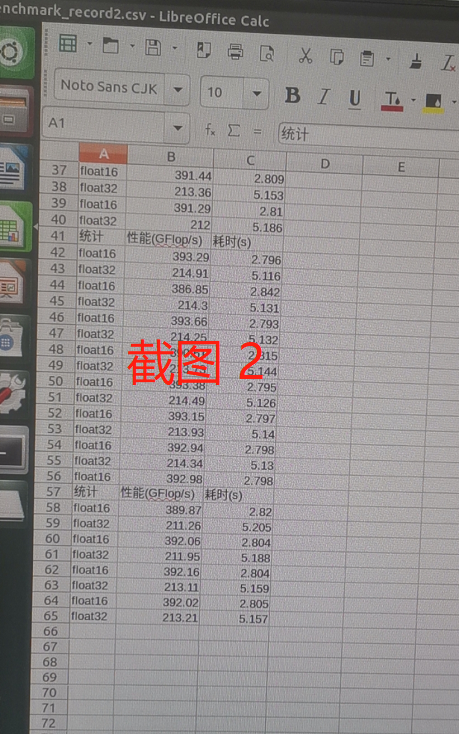 nchmark_record2.csv - LibreOffice Calc
Noto Sans CJK 10 B I U
A1 fx Σ = 统计
A B C D E
37 float16 391.44 2.809
38 float32 213.36 5.153
39 float16 391.29 2.81
40 float32 212 5.186
41 统计 性能(GFlop/s) 耗时(s)
42 float16 393.29 2.796
43 float32 214.91 5.116
44 float16 386.85 2.842
45 float32 214.3 5.131
46 float16 393.66 2.793
47 float32 214.25 5.132
48 float16
49 float32 5.144
截图 2
50 float16 393.38 2.795
51 float32 214.49 5.126
52 float16 393.15 2.797
53 float32 213.93 5.14
54 float16 392.94 2.798
55 float32 214.34 5.13
56 float16 392.98 2.798
57 统计 性能(GFlop/s) 耗时(s)
58 float16 389.87 2.82
59 float32 211.26 5.205
60 float16 392.06 2.804
61 float32 211.95 5.188
62 float16 392.16 2.804
63 float32 213.11 5.159
64 float16 392.02 2.805
65 float32 213.21 5.157
66
67
68
69
70
71
72